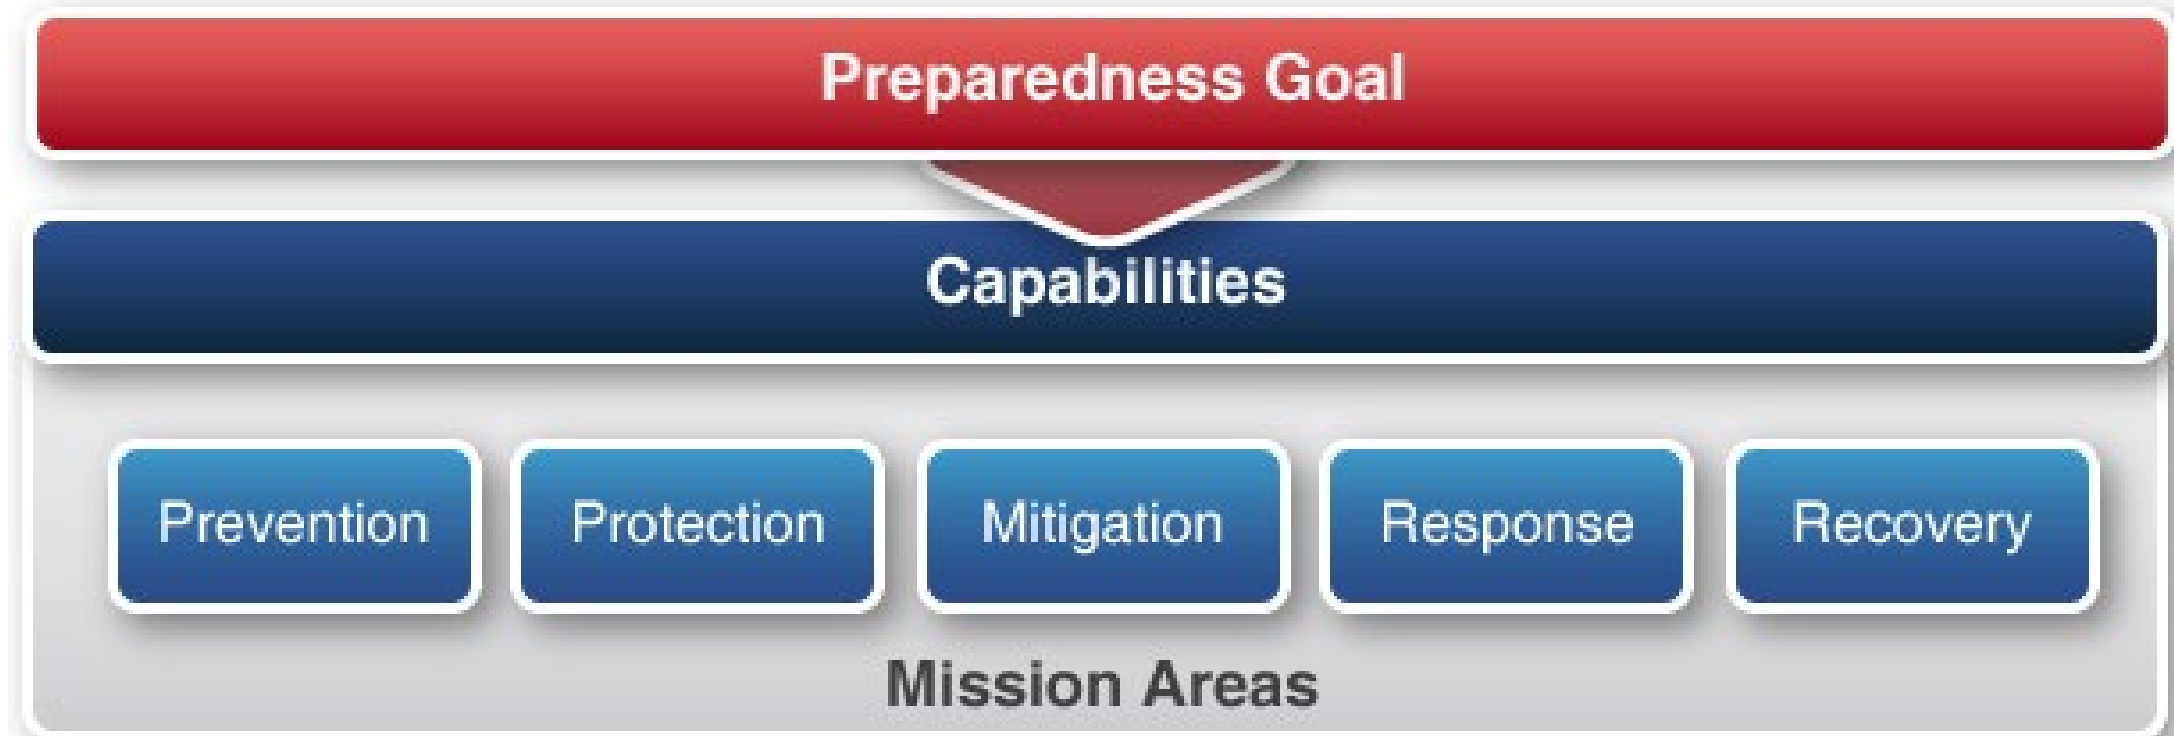 Preparedness Goal
Capabilities
Prevention Protection Mitigation Response Recovery
Mission Areas